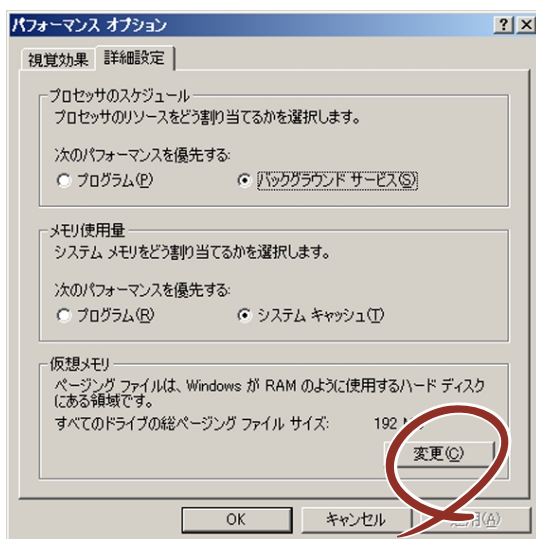 パフォーマンス オプション
視覚効果 詳細設定
プロセッサのスケジュール
プロセッサのリソースをどう割り当てるかを選択します。
次のパフォーマンスを優先する:
プログラム(P) バックグラウンド サービス(S)
メモリ使用量
システム メモリをどう割り当てるかを選択します。
次のパフォーマンスを優先する:
プログラム(R) システム キャッシュ(T)
仮想メモリ
ページング ファイルは、Windows が RAM のように使用するハード ディスク
にある領域です。
すべてのドライブの総ページング ファイル サイズ: 192
変更(C)
OK キャンセル (A)